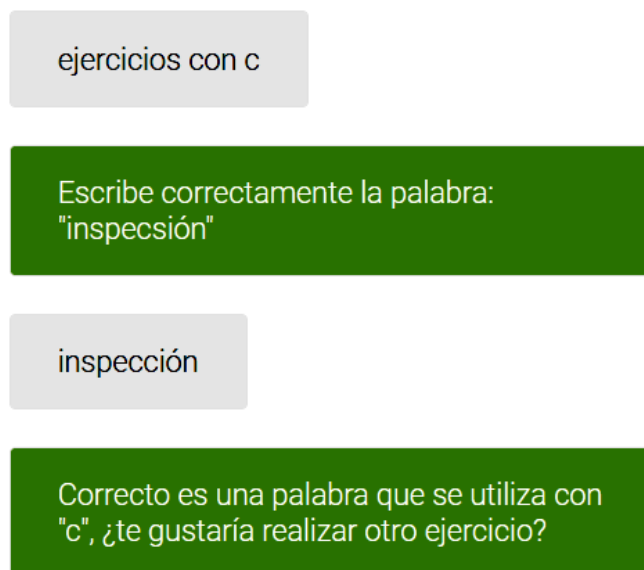 ejercicios con c
Escribe correctamente la palabra:
"inspecsión"
inspección
Correcto es una palabra que se utiliza con
"c", ¿te gustaría realizar otro ejercicio?